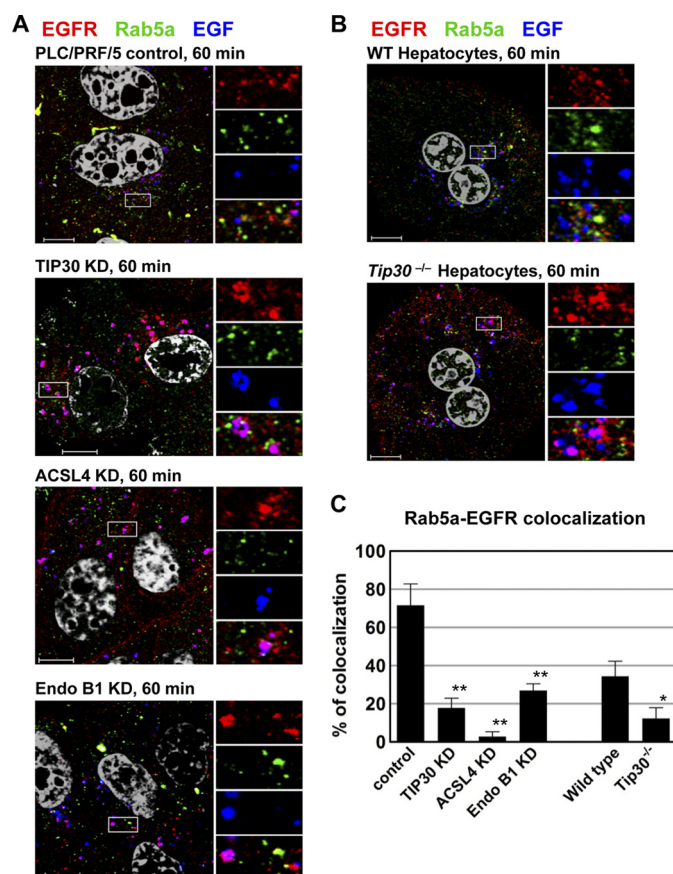 A EGFR Rab5a EGF
PLC/PRF/5 control, 60 min
TIP30 KD, 60 min
ACSL4 KD, 60 min
Endo B1 KD, 60 min
B EGFR Rab5a EGF
WT Hepatocytes, 60 min
Tip30 –/– Hepatocytes, 60 min
C
Rab5a-EGFR colocalization
% of colocalization
100
80
60
40
20
0
** ** ** *
control TIP30 KD ACSL4 KD Endo B1 KD Wild type Tip30-/-